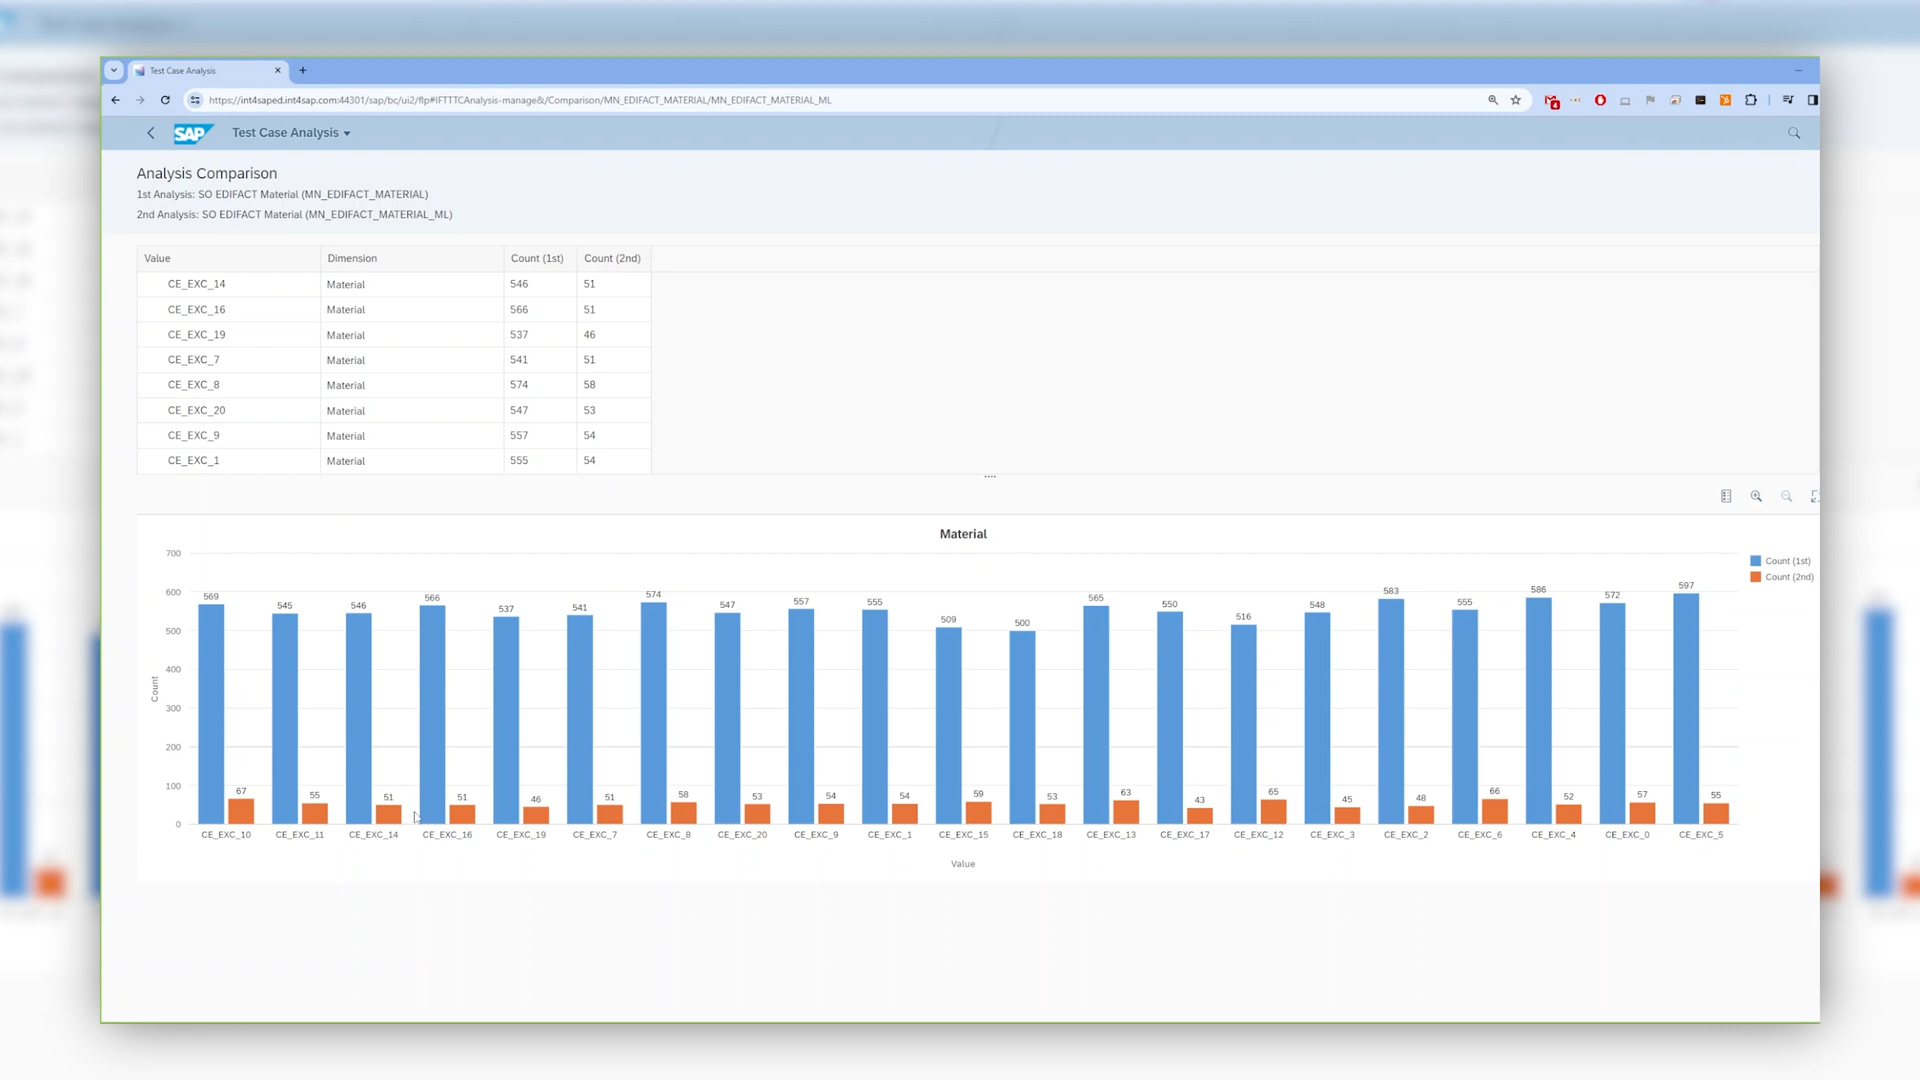 Test Case Analysis
https://int4saped.int4sap.com:44301/sap/bc/ui2/flp#IFTTTCAnalysis-manage&/Comparison/MN_EDIFACT_MATERIAL/MN_EDIFACT_MATERIAL_ML
4
SAP Test Case Analysis
Analysis Comparison
1st Analysis: SO EDIFACT Material (MN_EDIFACT_MATERIAL)
2nd Analysis: SO EDIFACT Material (MN_EDIFACT_MATERIAL_ML)
Value Dimension Count (1st) Count (2nd)
CE_EXC_14 Material 546 51
CE_EXC_16 Material 566 51
CE_EXC_19 Material 537 46
CE_EXC_7 Material 541 51
CE_EXC_8 Material 574 58
CE_EXC_20 Material 547 53
CE_EXC_9 Material 557 54
CE_EXC_1 Material 555 54
Material
700
600
500
400
300
200
100
0
Count
569 545 546 566 537 541 574 547 557 555 509 500 565 550 516 548 583 555 586 572 597
67 55 51 51 46 51 58 53 54 54 59 53 63 43 65 45 48 66 52 57 55
CE_EXC_10 CE_EXC_11 CE_EXC_14 CE_EXC_16 CE_EXC_19 CE_EXC_7 CE_EXC_8 CE_EXC_20 CE_EXC_9 CE_EXC_1 CE_EXC_15 CE_EXC_18 CE_EXC_13 CE_EXC_17 CE_EXC_12 CE_EXC_3 CE_EXC_2 CE_EXC_6 CE_EXC_4 CE_EXC_0 CE_EXC_5
Value
Count (1st)
Count (2nd)